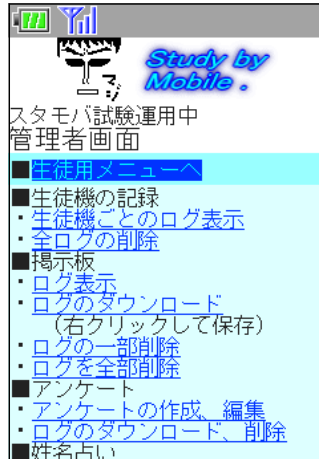 マジ
Study by
Mobile .
スタモバ試験運用中
管理者画面
■生徒用メニューへ
■生徒機の記録
・生徒機ごとのログ表示
・全ログの削除
■掲示板
・ログ表示
・ログのダウンロード
（右クリックして保存）
・ログの一部削除
・ログを全部削除
■アンケート
・アンケートの作成、編集
・ログのダウンロード、削除
■姓名占い